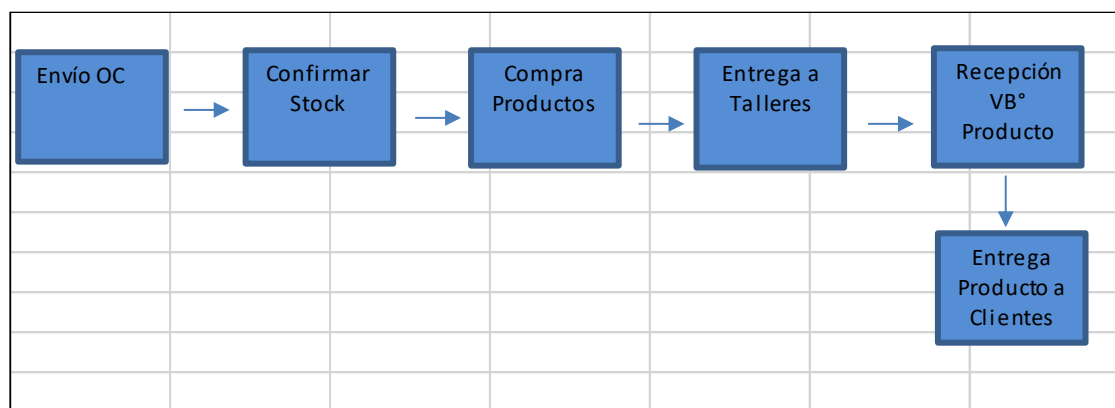 Envío OC
Confirmar
Stock
Compra
Productos
Entrega a
Talleres
Recepción
VB°
Producto
Entrega
Producto a
Clientes